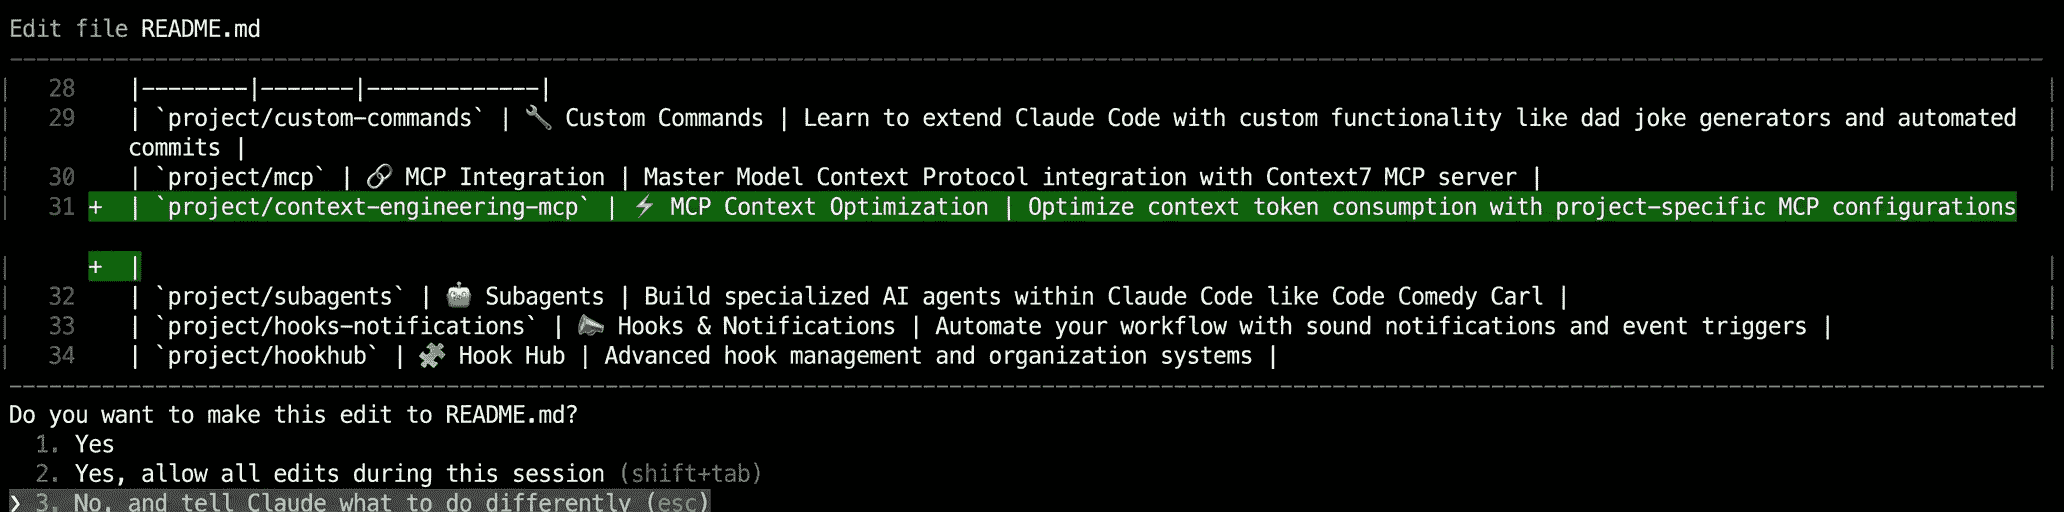 Edit file README.md
28 |--------|-------|-------------|
29 | `project/custom-commands` | 🔧 Custom Commands | Learn to extend Claude Code with custom functionality like dad joke generators and automated
commits |
30 | `project/mcp` | 🔗 MCP Integration | Master Model Context Protocol integration with Context7 MCP server |
31 + | `project/context-engineering-mcp` | ⚡ MCP Context Optimization | Optimize context token consumption with project-specific MCP configurations
+ |
32 | `project/subagents` | 🤖 Subagents | Build specialized AI agents within Claude Code like Code Comedy Carl |
33 | `project/hooks-notifications` | 📣 Hooks & Notifications | Automate your workflow with sound notifications and event triggers |
34 | `project/hookhub` | 🧩 Hook Hub | Advanced hook management and organization systems |
Do you want to make this edit to README.md?
1. Yes
2. Yes, allow all edits during this session (shift+tab)
❯ 3. No, and tell Claude what to do differently (esc)